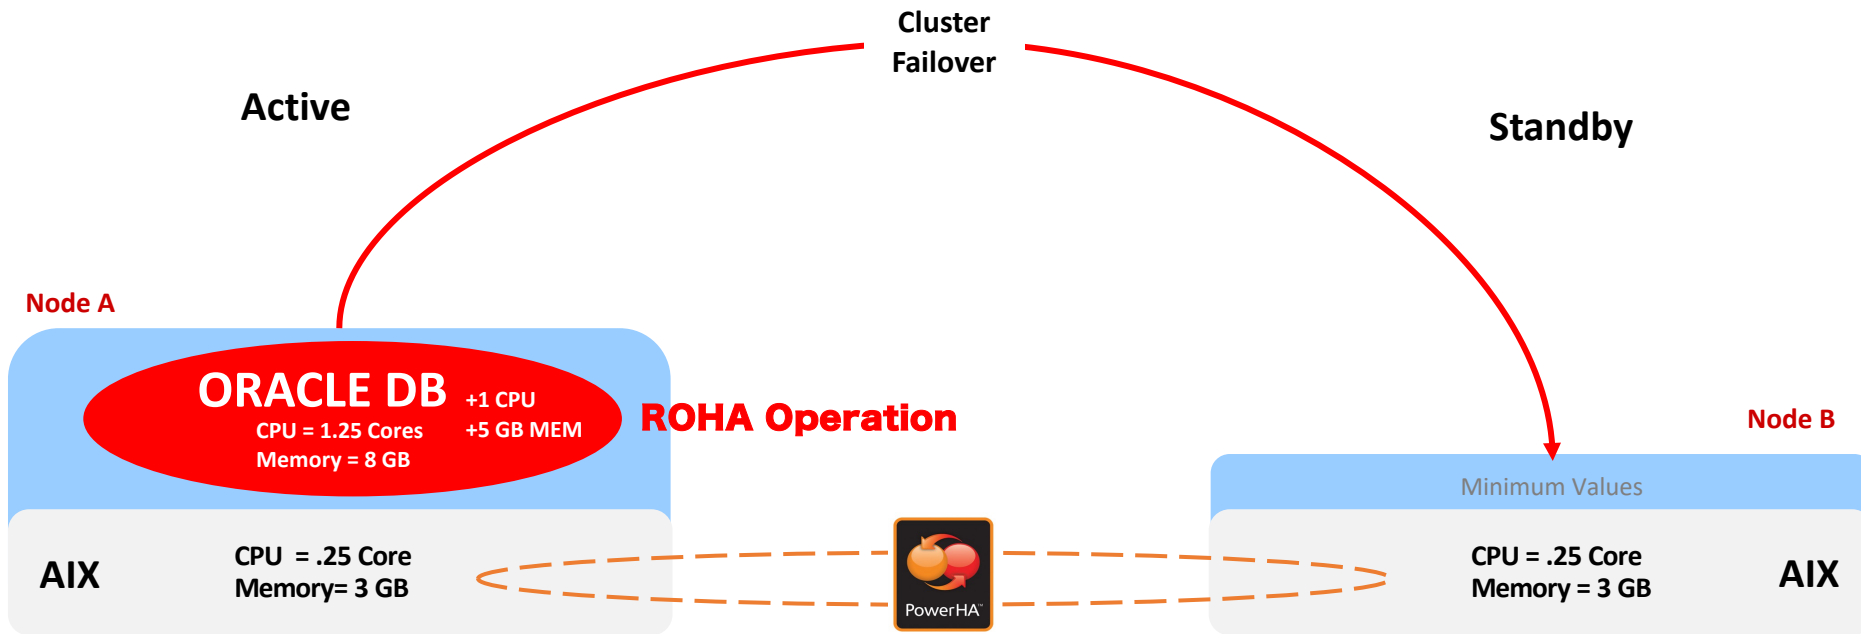 Cluster
Failover
Active
Standby
Node A
ORACLE DB
+1 CPU
CPU = 1.25 Cores
+5 GB MEM
Memory = 8 GB
ROHA Operation
Node B
Minimum Values
AIX
CPU = .25 Core
Memory= 3 GB
PowerHA™
CPU = .25 Core
Memory = 3 GB
AIX